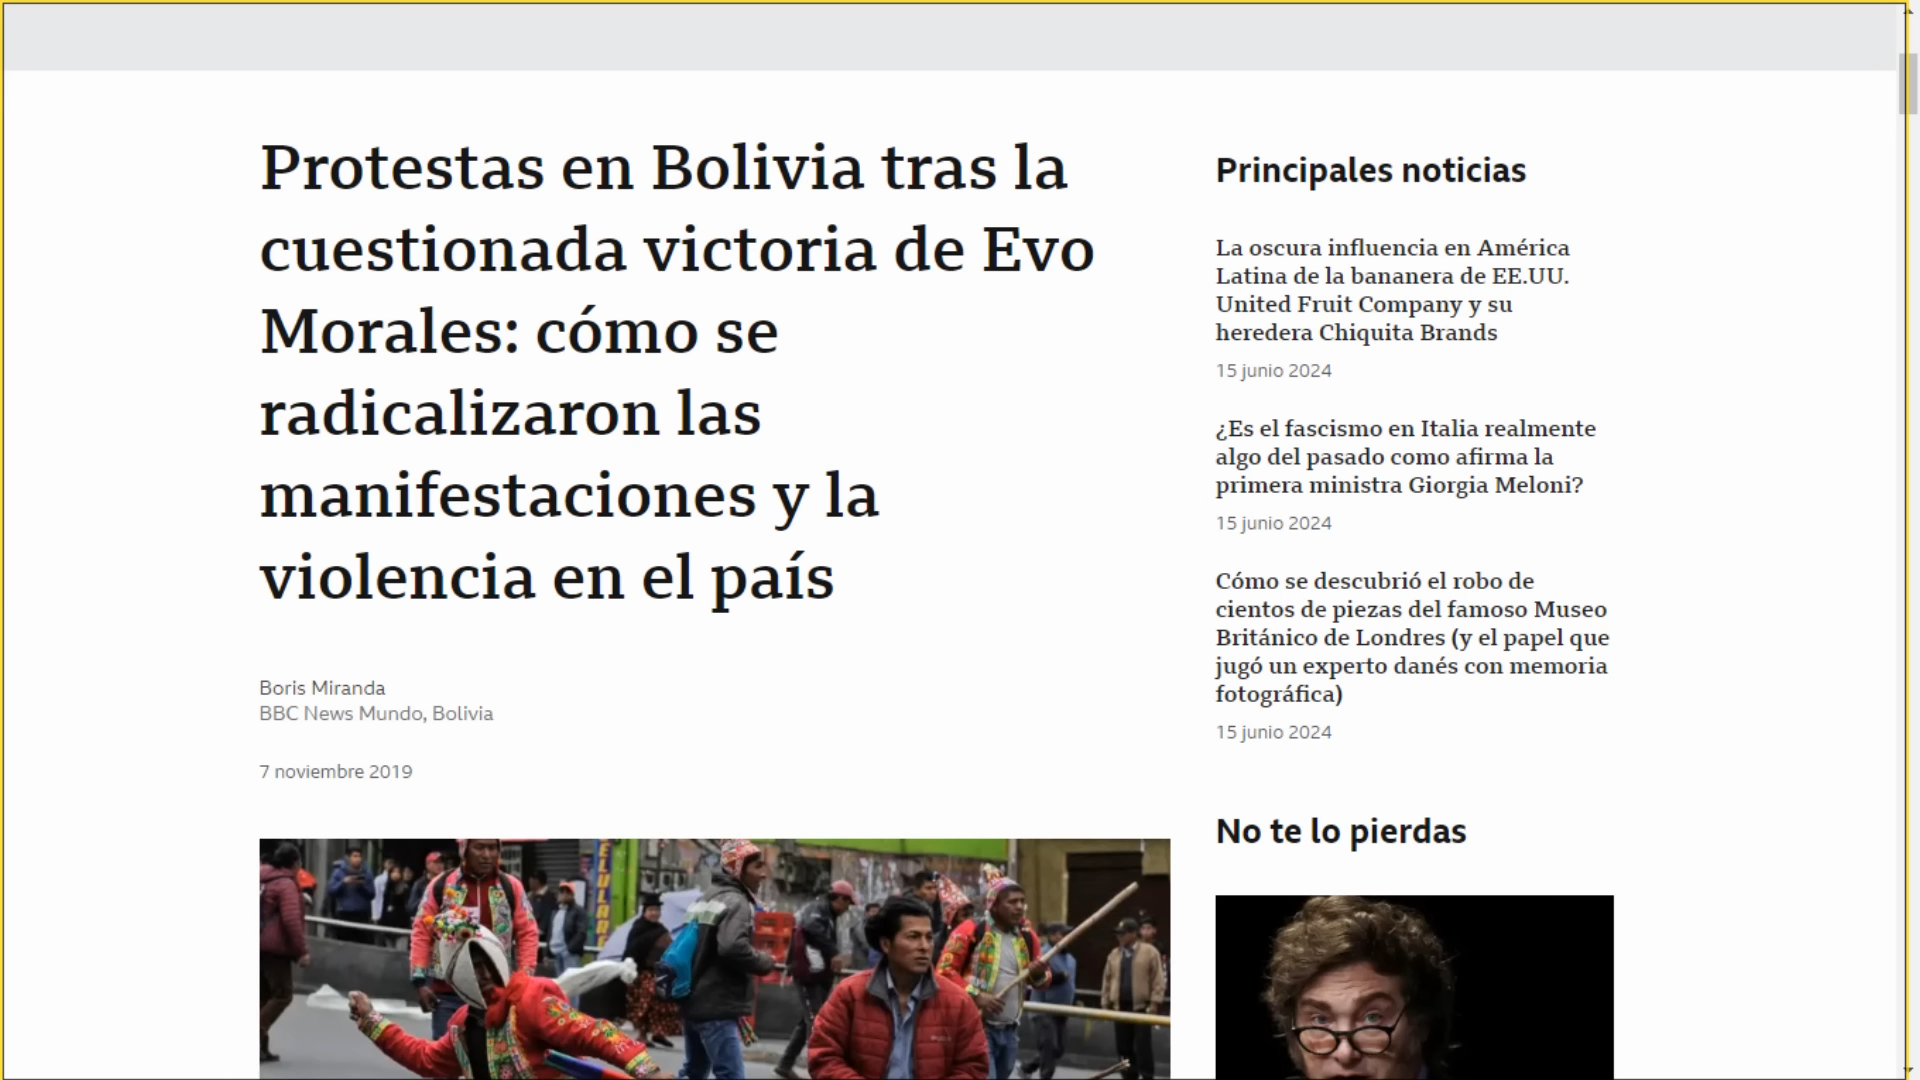 Protestas en Bolivia tras la
cuestionada victoria de Evo
Morales: cómo se
radicalizaron las
manifestaciones y la
violencia en el país
Boris Miranda
BBC News Mundo, Bolivia
7 noviembre 2019
Principales noticias
La oscura influencia en América
Latina de la bananera de EE.UU.
United Fruit Company y su
heredera Chiquita Brands
15 junio 2024
¿Es el fascismo en Italia realmente
algo del pasado como afirma la
primera ministra Giorgia Meloni?
15 junio 2024
Cómo se descubrió el robo de
cientos de piezas del famoso Museo
Británico de Londres (y el papel que
jugó un experto danés con memoria
fotográfica)
15 junio 2024
No te lo pierdas